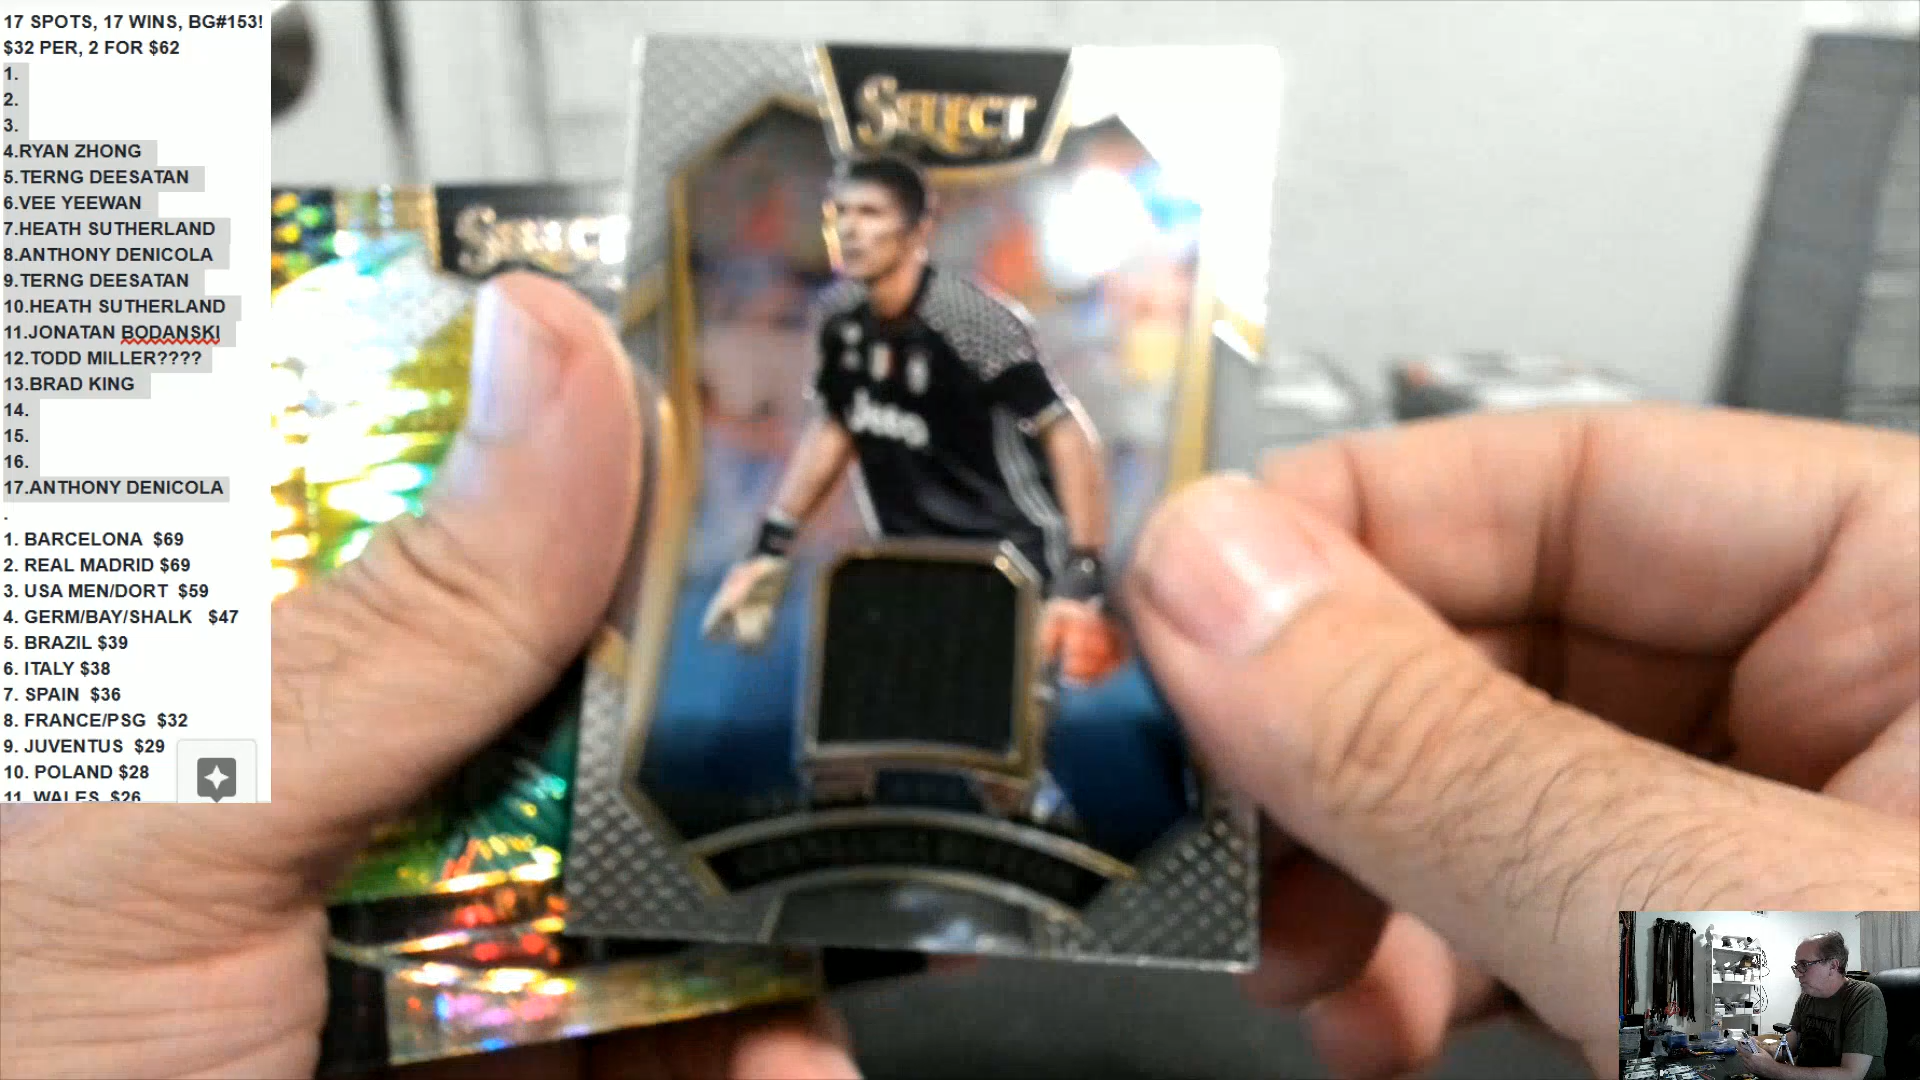 17 SPOTS, 17 WINS, BG#153!
$32 PER, 2 FOR $62
1.
2.
3.
4.RYAN ZHONG
5.TERNG DEESATAN
6.VEE YEEWAN
7.HEATH SUTHERLAND
8.ANTHONY DENICOLA
9.TERNG DEESATAN
10.HEATH SUTHERLAND
11.JONATAN BODANSKI
12.TODD MILLER????
13.BRAD KING
14.
15.
16.
17.ANTHONY DENICOLA
.
1. BARCELONA $69
2. REAL MADRID $69
3. USA MEN/DORT $59
4. GERM/BAY/SHALK $47
5. BRAZIL $39
6. ITALY $38
7. SPAIN $36
8. FRANCE/PSG $32
9. JUVENTUS $29
10. POLAND $28
11. WALES $26
SELECT
SELECT
Jeep